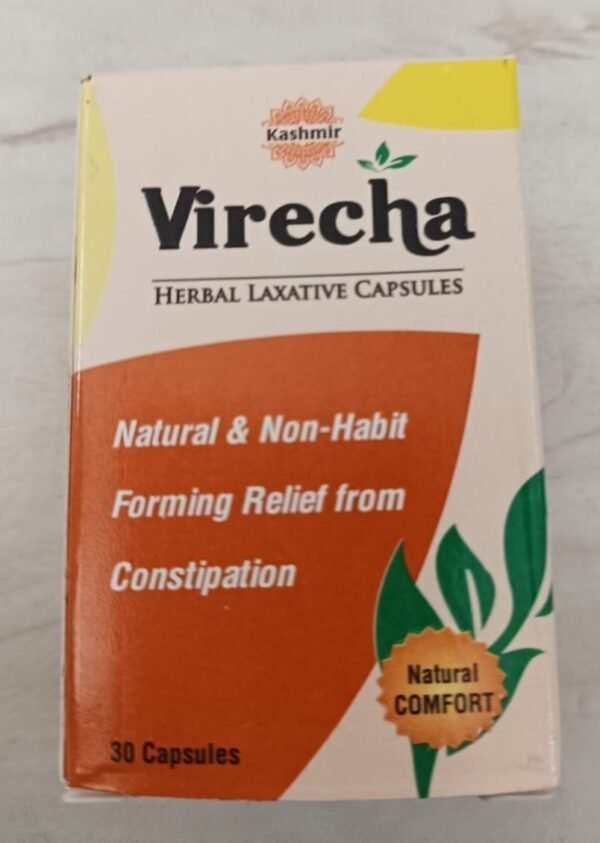 Kashmir
Virecha
HERBAL LAXATIVE CAPSULES
Natural & Non-Habit
Forming Relief from
Constipation
Natural
COMFORT
30 Capsules